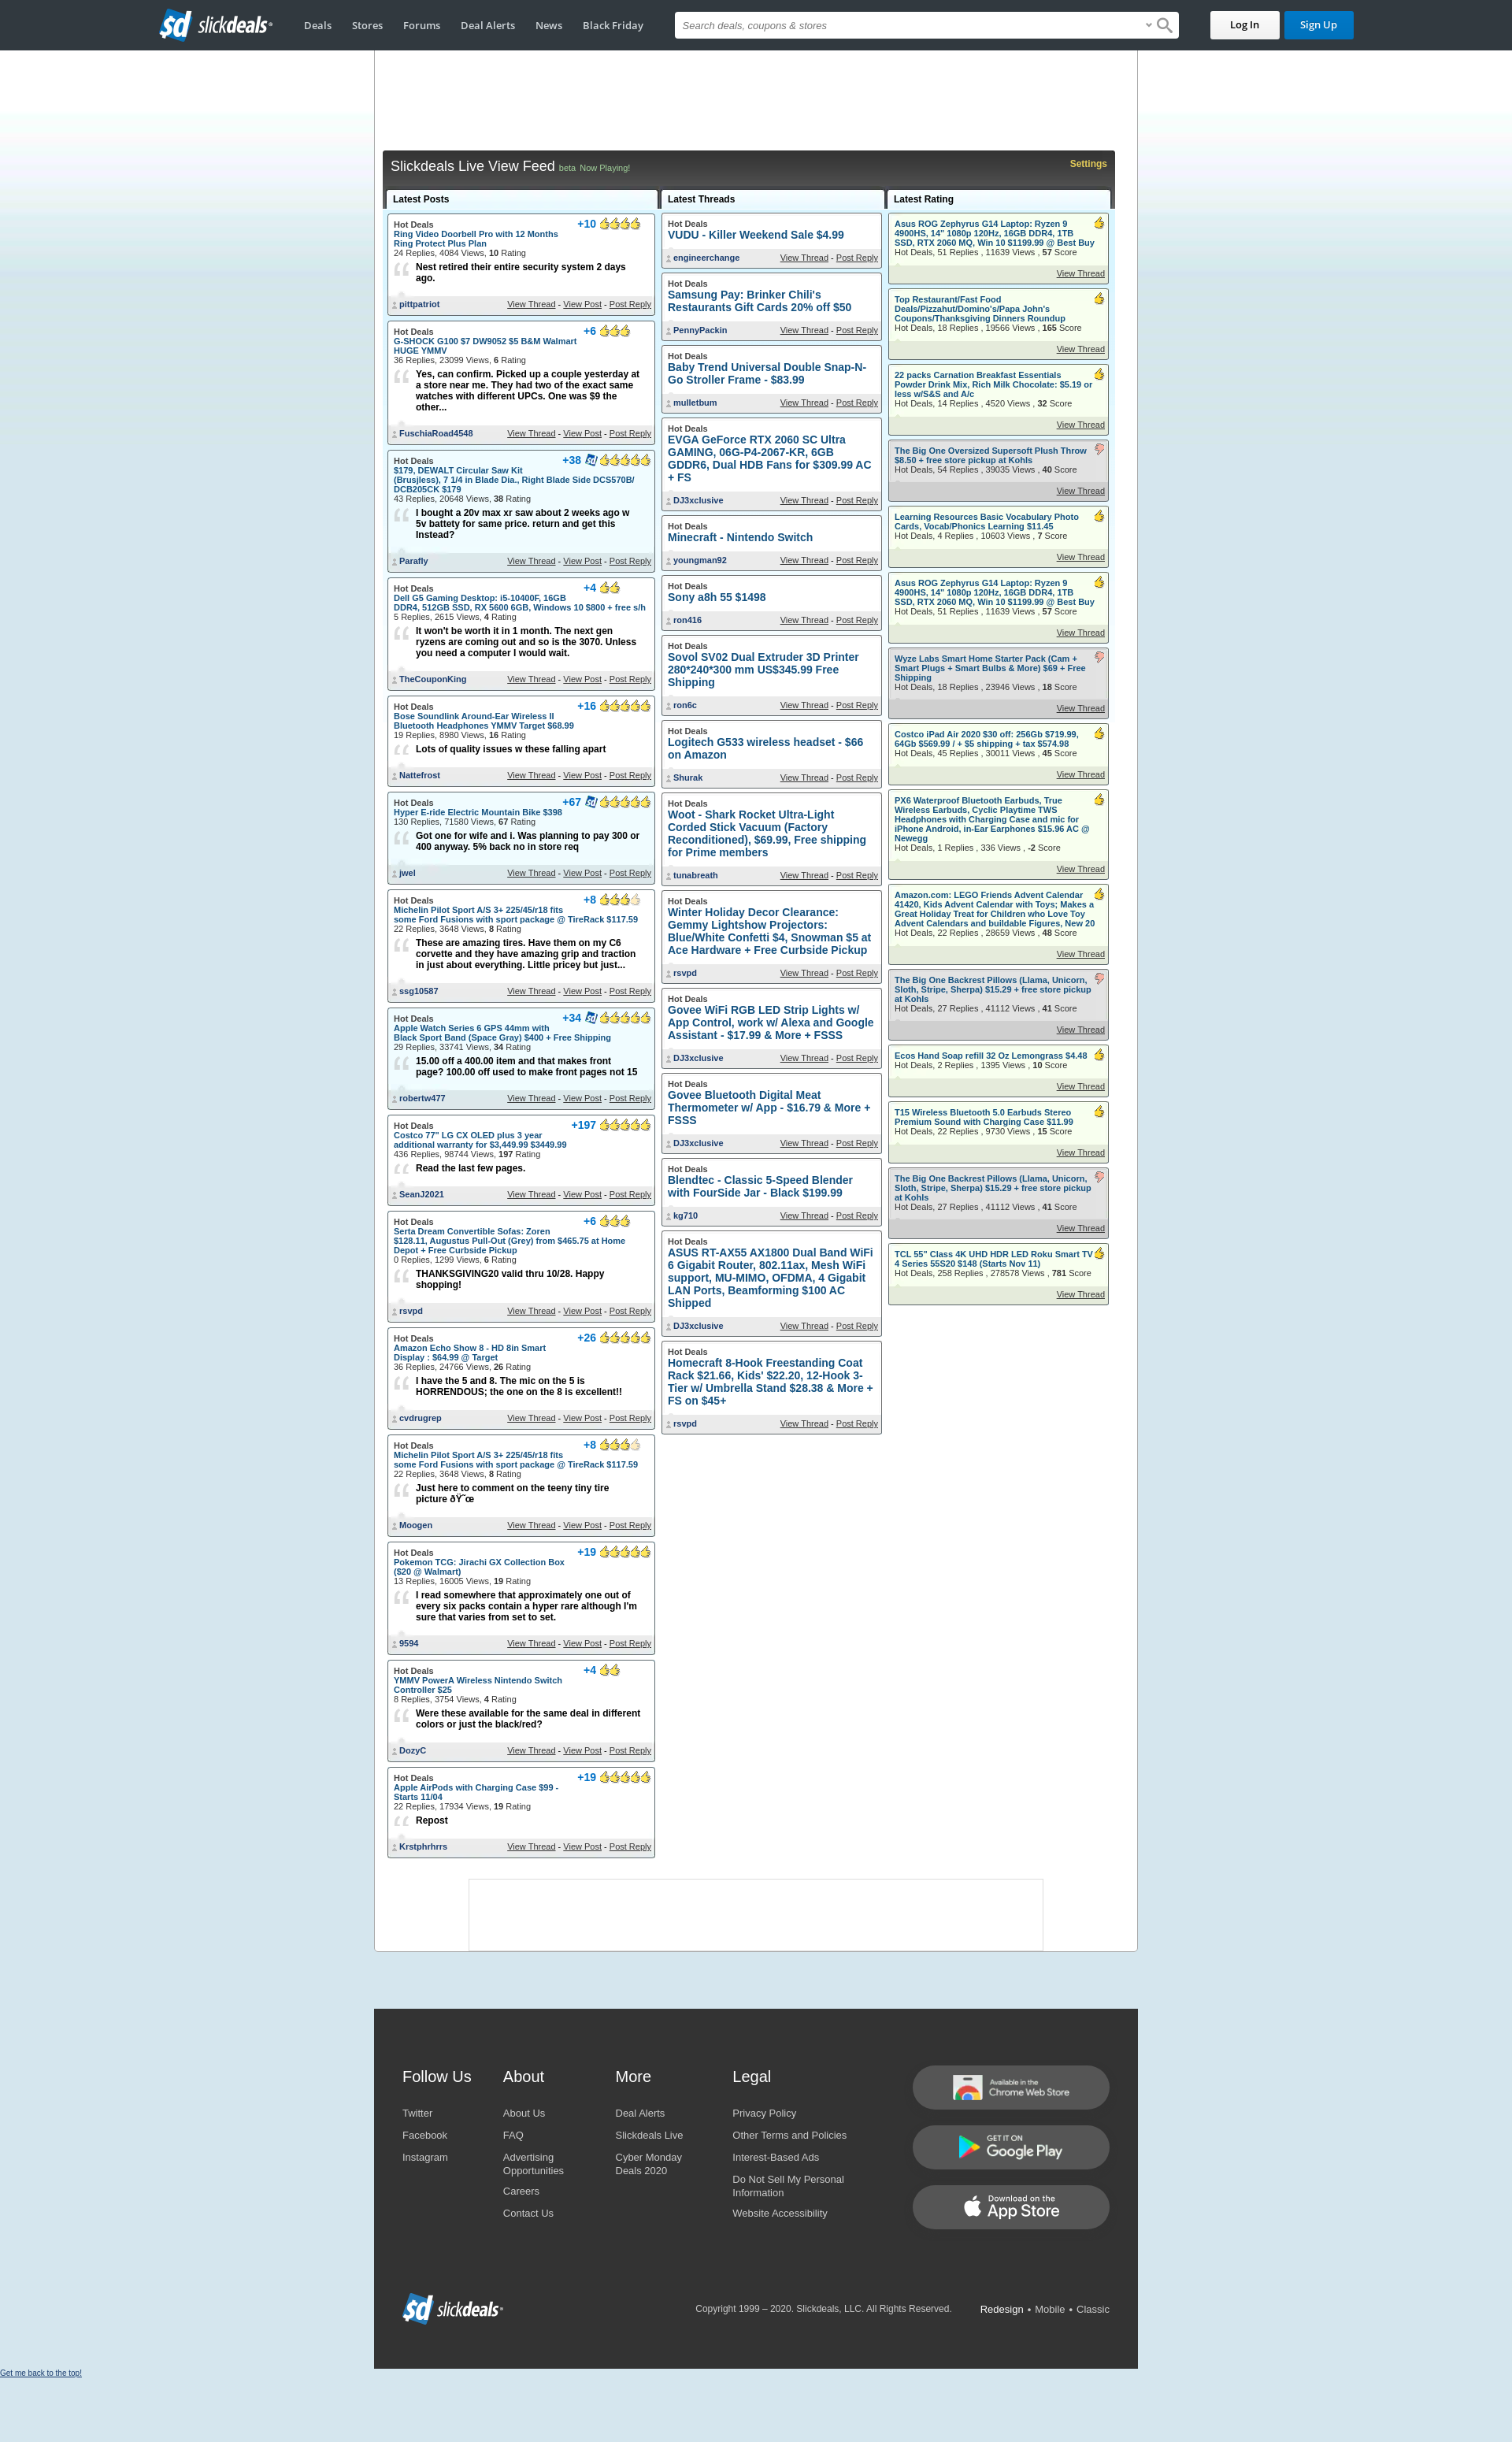 sd slickdeals
Deals Stores Forums Deal Alerts News Black Friday
Search deals, coupons & stores
Log In
Sign Up
Slickdeals Live View Feed beta Now Playing!
Settings
Latest Posts
Hot Deals +10
Ring Video Doorbell Pro with 12 Months
Ring Protect Plus Plan
24 Replies, 4084 Views, 10 Rating
Nest retired their entire security system 2 days
ago.
pittpatriot View Thread - View Post - Post Reply
Hot Deals +6
G-SHOCK G100 $7 DW9052 $5 B&M Walmart
HUGE YMMV
36 Replies, 23099 Views, 6 Rating
Yes, can confirm. Picked up a couple yesterday at
a store near me. They had two of the exact same
watches with different UPCs. One was $9 the
other...
FuschiaRoad4548 View Thread - View Post - Post Reply
Hot Deals +38
$179, DEWALT Circular Saw Kit
(Brusjless), 7 1/4 in Blade Dia., Right Blade Side DCS570B/
DCB205CK $179
43 Replies, 20648 Views, 38 Rating
I bought a 20v max xr saw about 2 weeks ago w
5v battety for same price. return and get this
Instead?
Parafly View Thread - View Post - Post Reply
Hot Deals +4
Dell G5 Gaming Desktop: i5-10400F, 16GB
DDR4, 512GB SSD, RX 5600 6GB, Windows 10 $800 + free s/h
5 Replies, 2615 Views, 4 Rating
It won't be worth it in 1 month. The next gen
ryzens are coming out and so is the 3070. Unless
you need a computer I would wait.
TheCouponKing View Thread - View Post - Post Reply
Hot Deals +16
Bose Soundlink Around-Ear Wireless II
Bluetooth Headphones YMMV Target $68.99
19 Replies, 8980 Views, 16 Rating
Lots of quality issues w these falling apart
Nattefrost View Thread - View Post - Post Reply
Hot Deals +67
Hyper E-ride Electric Mountain Bike $398
130 Replies, 71580 Views, 67 Rating
Got one for wife and i. Was planning to pay 300 or
400 anyway. 5% back no in store req
jwel View Thread - View Post - Post Reply
Hot Deals +8
Michelin Pilot Sport A/S 3+ 225/45/r18 fits
some Ford Fusions with sport package @ TireRack $117.59
22 Replies, 3648 Views, 8 Rating
These are amazing tires. Have them on my C6
corvette and they have amazing grip and traction
in just about everything. Little pricey but just...
ssg10587 View Thread - View Post - Post Reply
Hot Deals +34
Apple Watch Series 6 GPS 44mm with
Black Sport Band (Space Gray) $400 + Free Shipping
29 Replies, 33741 Views, 34 Rating
15.00 off a 400.00 item and that makes front
page? 100.00 off used to make front pages not 15
robertw477 View Thread - View Post - Post Reply
Hot Deals +197
Costco 77" LG CX OLED plus 3 year
additional warranty for $3,449.99 $3449.99
436 Replies, 98744 Views, 197 Rating
Read the last few pages.
SeanJ2021 View Thread - View Post - Post Reply
Hot Deals +6
Serta Dream Convertible Sofas: Zoren
$128.11, Augustus Pull-Out (Grey) from $465.75 at Home
Depot + Free Curbside Pickup
0 Replies, 1299 Views, 6 Rating
THANKSGIVING20 valid thru 10/28. Happy
shopping!
rsvpd View Thread - View Post - Post Reply
Hot Deals +26
Amazon Echo Show 8 - HD 8in Smart
Display : $64.99 @ Target
36 Replies, 24766 Views, 26 Rating
I have the 5 and 8. The mic on the 5 is
HORRENDOUS; the one on the 8 is excellent!!
cvdrugrep View Thread - View Post - Post Reply
Hot Deals +8
Michelin Pilot Sport A/S 3+ 225/45/r18 fits
some Ford Fusions with sport package @ TireRack $117.59
22 Replies, 3648 Views, 8 Rating
Just here to comment on the teeny tiny tire
picture ðŸ˜œ
Moogen View Thread - View Post - Post Reply
Hot Deals +19
Pokemon TCG: Jirachi GX Collection Box
($20 @ Walmart)
13 Replies, 16005 Views, 19 Rating
I read somewhere that approximately one out of
every six packs contain a hyper rare although I'm
sure that varies from set to set.
9594 View Thread - View Post - Post Reply
Hot Deals +4
YMMV PowerA Wireless Nintendo Switch
Controller $25
8 Replies, 3754 Views, 4 Rating
Were these available for the same deal in different
colors or just the black/red?
DozyC View Thread - View Post - Post Reply
Hot Deals +19
Apple AirPods with Charging Case $99 -
Starts 11/04
22 Replies, 17934 Views, 19 Rating
Repost
Krstphrhrrs View Thread - View Post - Post Reply
Latest Threads
Hot Deals
VUDU - Killer Weekend Sale $4.99
engineerchange View Thread - Post Reply
Hot Deals
Samsung Pay: Brinker Chili's
Restaurants Gift Cards 20% off $50
PennyPackin View Thread - Post Reply
Hot Deals
Baby Trend Universal Double Snap-N-
Go Stroller Frame - $83.99
mulletbum View Thread - Post Reply
Hot Deals
EVGA GeForce RTX 2060 SC Ultra
GAMING, 06G-P4-2067-KR, 6GB
GDDR6, Dual HDB Fans for $309.99 AC
+ FS
DJ3xclusive View Thread - Post Reply
Hot Deals
Minecraft - Nintendo Switch
youngman92 View Thread - Post Reply
Hot Deals
Sony a8h 55 $1498
ron416 View Thread - Post Reply
Hot Deals
Sovol SV02 Dual Extruder 3D Printer
280*240*300 mm US$345.99 Free
Shipping
ron6c View Thread - Post Reply
Hot Deals
Logitech G533 wireless headset - $66
on Amazon
Shurak View Thread - Post Reply
Hot Deals
Woot - Shark Rocket Ultra-Light
Corded Stick Vacuum (Factory
Reconditioned), $69.99, Free shipping
for Prime members
tunabreath View Thread - Post Reply
Hot Deals
Winter Holiday Decor Clearance:
Gemmy Lightshow Projectors:
Blue/White Confetti $4, Snowman $5 at
Ace Hardware + Free Curbside Pickup
rsvpd View Thread - Post Reply
Hot Deals
Govee WiFi RGB LED Strip Lights w/
App Control, work w/ Alexa and Google
Assistant - $17.99 & More + FSSS
DJ3xclusive View Thread - Post Reply
Hot Deals
Govee Bluetooth Digital Meat
Thermometer w/ App - $16.79 & More +
FSSS
DJ3xclusive View Thread - Post Reply
Hot Deals
Blendtec - Classic 5-Speed Blender
with FourSide Jar - Black $199.99
kg710 View Thread - Post Reply
Hot Deals
ASUS RT-AX55 AX1800 Dual Band WiFi
6 Gigabit Router, 802.11ax, Mesh WiFi
support, MU-MIMO, OFDMA, 4 Gigabit
LAN Ports, Beamforming $100 AC
Shipped
DJ3xclusive View Thread - Post Reply
Hot Deals
Homecraft 8-Hook Freestanding Coat
Rack $21.66, Kids' $22.20, 12-Hook 3-
Tier w/ Umbrella Stand $28.38 & More +
FS on $45+
rsvpd View Thread - Post Reply
Latest Rating
Asus ROG Zephyrus G14 Laptop: Ryzen 9
4900HS, 14" 1080p 120Hz, 16GB DDR4, 1TB
SSD, RTX 2060 MQ, Win 10 $1199.99 @ Best Buy
Hot Deals, 51 Replies , 11639 Views , 57 Score
View Thread
Top Restaurant/Fast Food
Deals/Pizzahut/Domino's/Papa John's
Coupons/Thanksgiving Dinners Roundup
Hot Deals, 18 Replies , 19566 Views , 165 Score
View Thread
22 packs Carnation Breakfast Essentials
Powder Drink Mix, Rich Milk Chocolate: $5.19 or
less w/S&S and A/c
Hot Deals, 14 Replies , 4520 Views , 32 Score
View Thread
The Big One Oversized Supersoft Plush Throw
$8.50 + free store pickup at Kohls
Hot Deals, 54 Replies , 39035 Views , 40 Score
View Thread
Learning Resources Basic Vocabulary Photo
Cards, Vocab/Phonics Learning $11.45
Hot Deals, 4 Replies , 10603 Views , 7 Score
View Thread
Asus ROG Zephyrus G14 Laptop: Ryzen 9
4900HS, 14" 1080p 120Hz, 16GB DDR4, 1TB
SSD, RTX 2060 MQ, Win 10 $1199.99 @ Best Buy
Hot Deals, 51 Replies , 11639 Views , 57 Score
View Thread
Wyze Labs Smart Home Starter Pack (Cam +
Smart Plugs + Smart Bulbs & More) $69 + Free
Shipping
Hot Deals, 18 Replies , 23946 Views , 18 Score
View Thread
Costco iPad Air 2020 $30 off: 256Gb $719.99,
64Gb $569.99 / + $5 shipping + tax $574.98
Hot Deals, 45 Replies , 30011 Views , 45 Score
View Thread
PX6 Waterproof Bluetooth Earbuds, True
Wireless Earbuds, Cyclic Playtime TWS
Headphones with Charging Case and mic for
iPhone Android, in-Ear Earphones $15.96 AC @
Newegg
Hot Deals, 1 Replies , 336 Views , -2 Score
View Thread
Amazon.com: LEGO Friends Advent Calendar
41420, Kids Advent Calendar with Toys; Makes a
Great Holiday Treat for Children who Love Toy
Advent Calendars and buildable Figures, New 20
Hot Deals, 22 Replies , 28659 Views , 48 Score
View Thread
The Big One Backrest Pillows (Llama, Unicorn,
Sloth, Stripe, Sherpa) $15.29 + free store pickup
at Kohls
Hot Deals, 27 Replies , 41112 Views , 41 Score
View Thread
Ecos Hand Soap refill 32 Oz Lemongrass $4.48
Hot Deals, 2 Replies , 1395 Views , 10 Score
View Thread
T15 Wireless Bluetooth 5.0 Earbuds Stereo
Premium Sound with Charging Case $11.99
Hot Deals, 22 Replies , 9730 Views , 15 Score
View Thread
The Big One Backrest Pillows (Llama, Unicorn,
Sloth, Stripe, Sherpa) $15.29 + free store pickup
at Kohls
Hot Deals, 27 Replies , 41112 Views , 41 Score
View Thread
TCL 55" Class 4K UHD HDR LED Roku Smart TV
4 Series 55S20 $148 (Starts Nov 11)
Hot Deals, 258 Replies , 278578 Views , 781 Score
View Thread
Follow Us
Twitter
Facebook
Instagram
About
About Us
FAQ
Advertising
Opportunities
Careers
Contact Us
More
Deal Alerts
Slickdeals Live
Cyber Monday
Deals 2020
Legal
Privacy Policy
Other Terms and Policies
Interest-Based Ads
Do Not Sell My Personal
Information
Website Accessibility
Available in the
Chrome Web Store
GET IT ON
Google Play
Download on the
App Store
sd slickdeals
Copyright 1999 – 2020. Slickdeals, LLC. All Rights Reserved.
Redesign • Mobile • Classic
Get me back to the top!